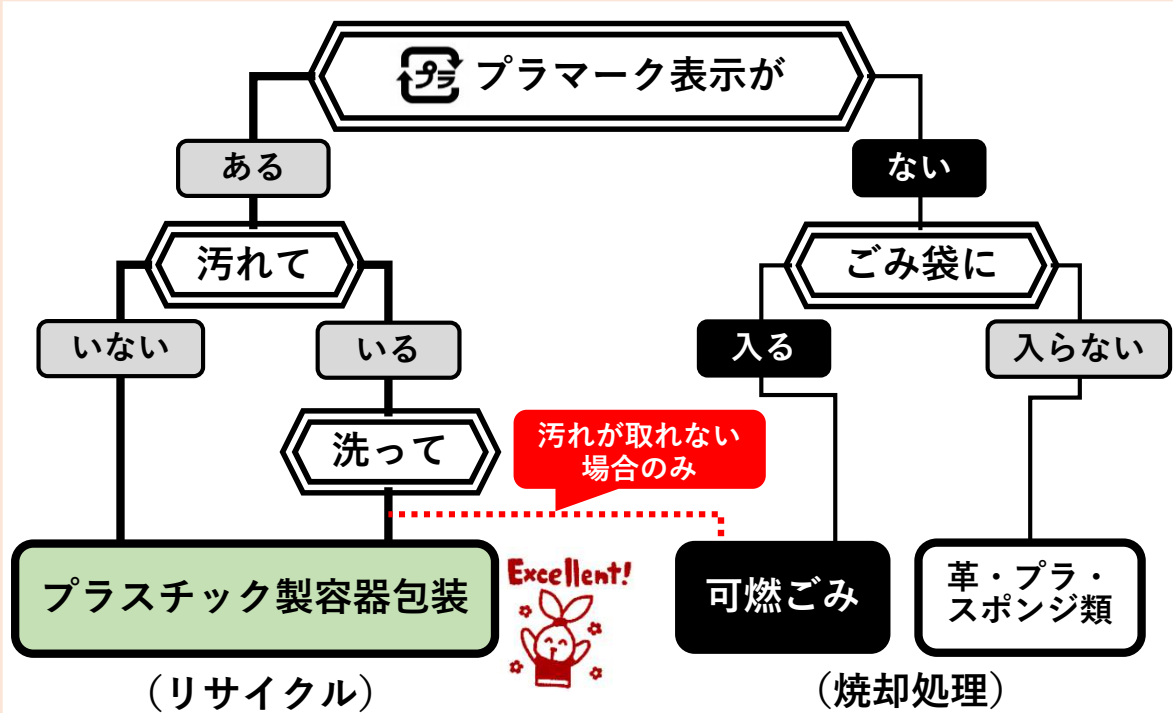 プラ プラマーク表示が
ある
ない
汚れて
ごみ袋に
いない
いる
入る
入らない
洗って
汚れが取れない
場合のみ
プラスチック製容器包装
Excellent!
可燃ごみ
革・プラ・
スポンジ類
（リサイクル）
（焼却処理）